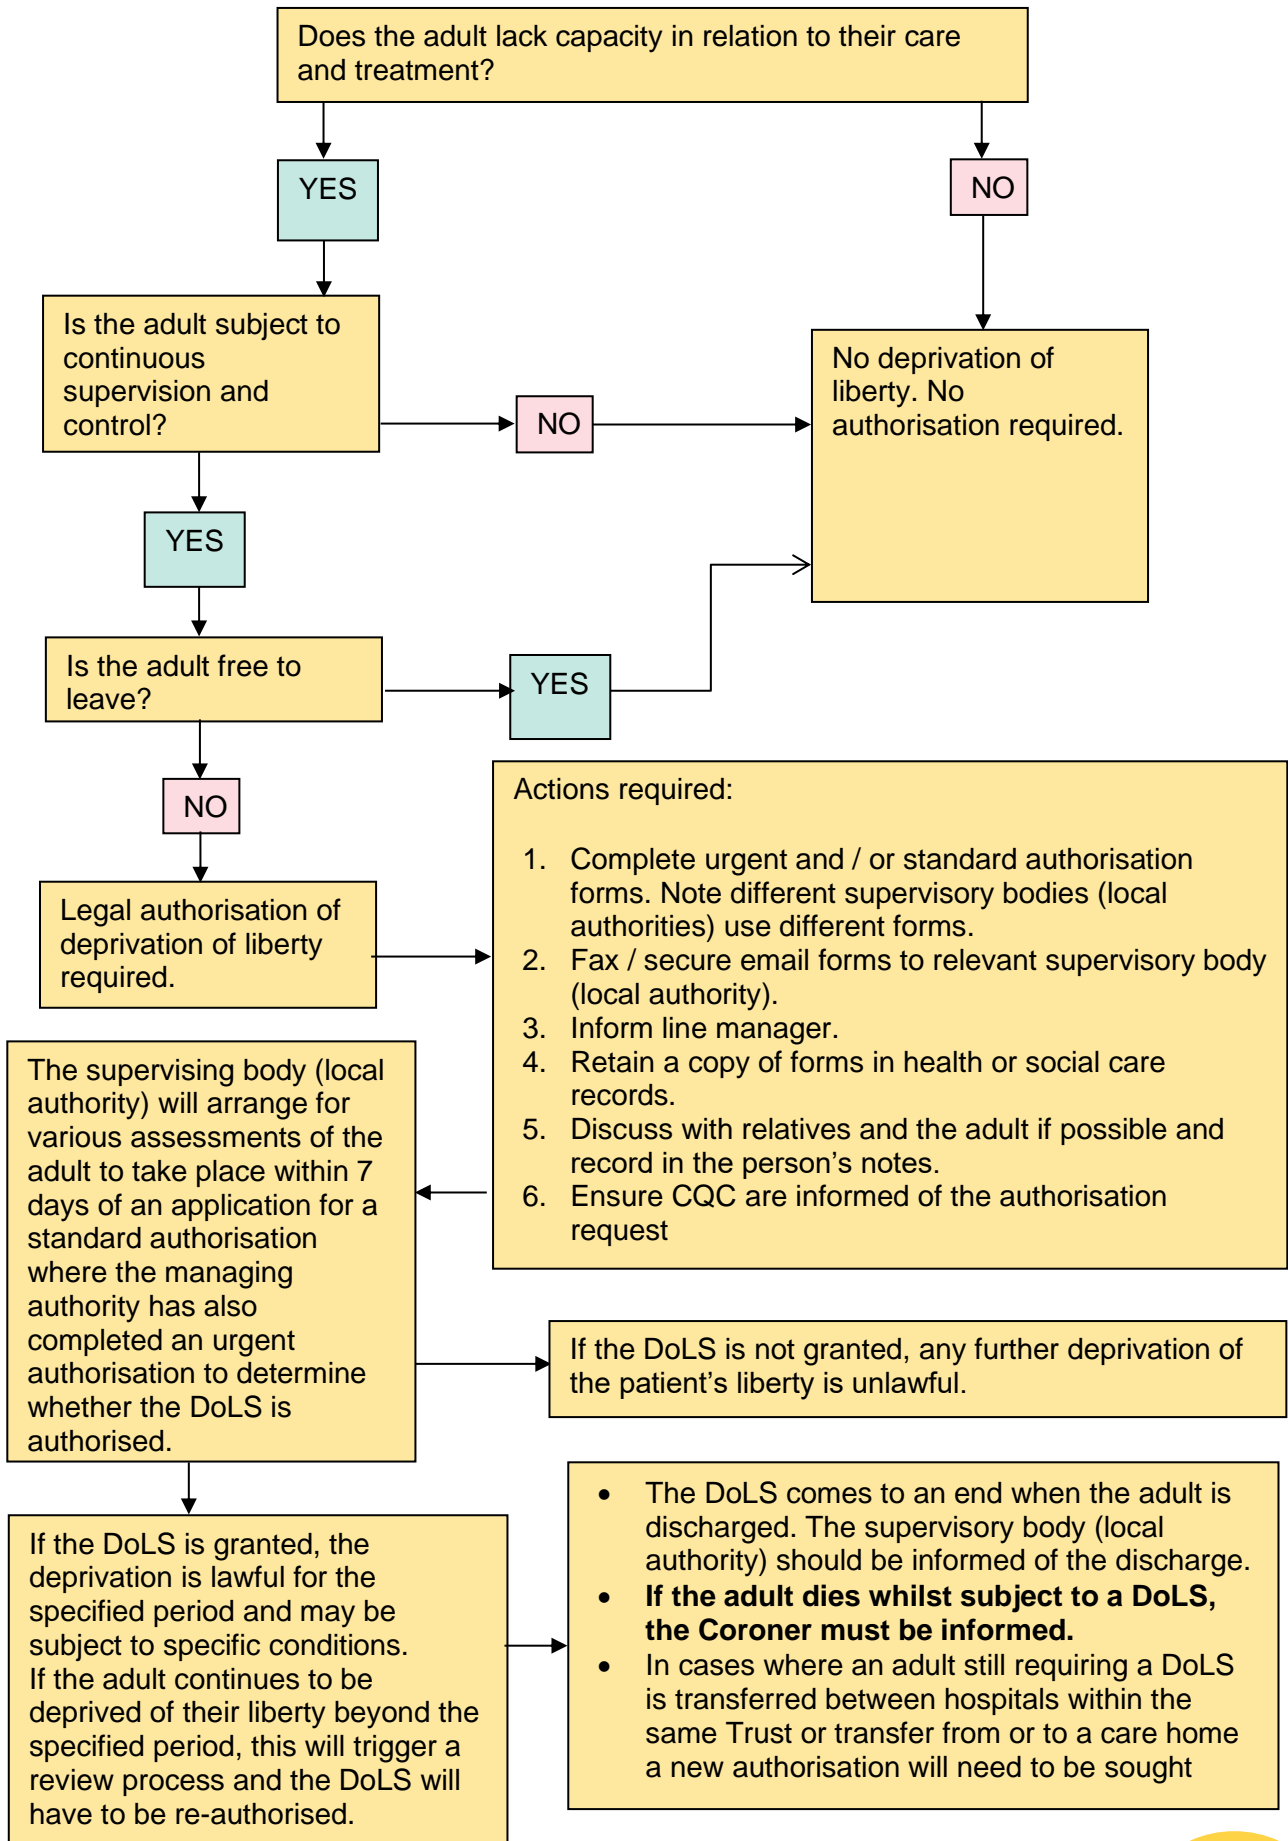 Does the adult lack capacity in relation to their care
and treatment?
YES
NO
Is the adult subject to
continuous
supervision and
control?
NO
No deprivation of
liberty. No
authorisation required.
YES
Is the adult free to
leave?
YES
NO
Legal authorisation of
deprivation of liberty
required.
Actions required:
1. Complete urgent and / or standard authorisation
forms. Note different supervisory bodies (local
authorities) use different forms.
2. Fax / secure email forms to relevant supervisory body
(local authority).
3. Inform line manager.
4. Retain a copy of forms in health or social care
records.
5. Discuss with relatives and the adult if possible and
record in the person's notes.
6. Ensure CQC are informed of the authorisation
request
The supervising body (local
authority) will arrange for
various assessments of the
adult to take place within 7
days of an application for a
standard authorisation
where the managing
authority has also
completed an urgent
authorisation to determine
whether the DoLS is
authorised.
If the DoLS is not granted, any further deprivation of
the patient's liberty is unlawful.
If the DoLS is granted, the
deprivation is lawful for the
specified period and may be
subject to specific conditions.
If the adult continues to be
deprived of their liberty beyond the
specified period, this will trigger a
review process and the DoLS will
have to be re-authorised.
• The DoLS comes to an end when the adult is
discharged. The supervisory body (local
authority) should be informed of the discharge.
• If the adult dies whilst subject to a DoLS,
the Coroner must be informed.
• In cases where an adult still requiring a DoLS
is transferred between hospitals within the
same Trust or transfer from or to a care home
a new authorisation will need to be sought